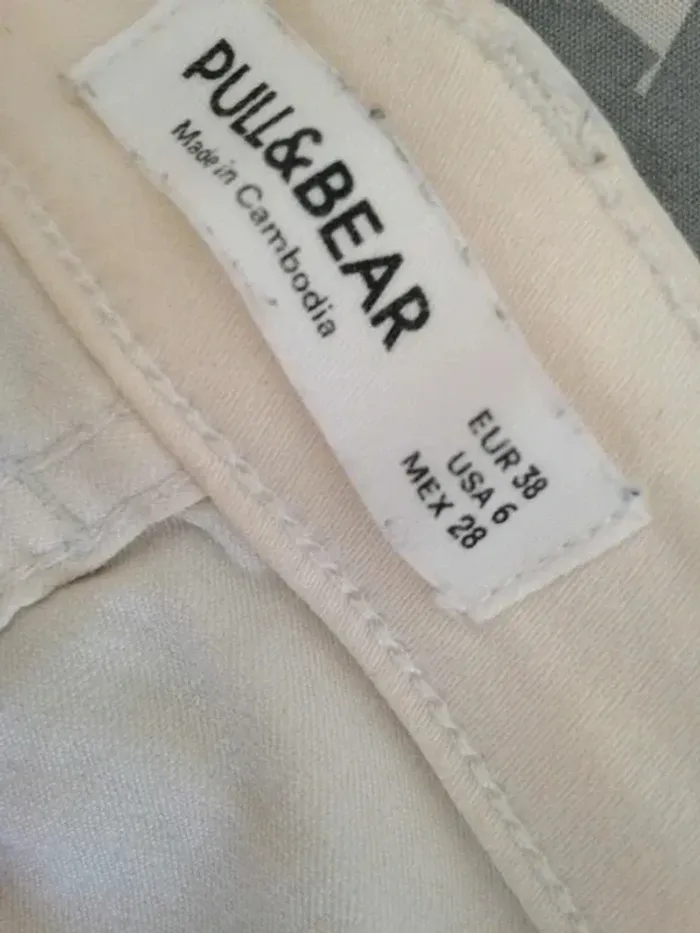 PULL&BEAR
Made in Cambodia
EUR 38
USA 6
MEX 28